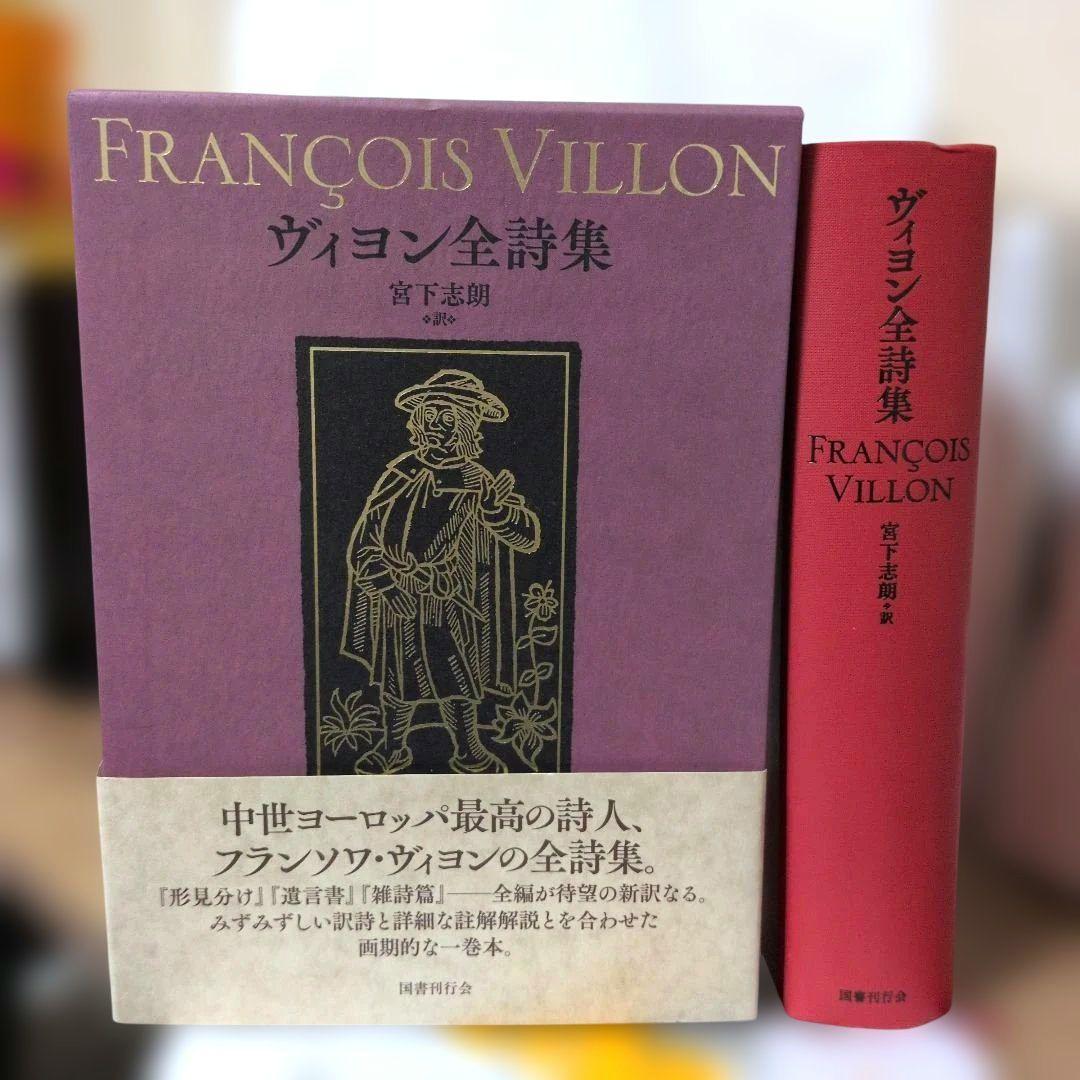 FRANÇOIS VILLON
ヴィヨン全詩集
宮下志朗
訳
中世ヨーロッパ最高の詩人、
フランソワ・ヴィヨンの全詩集。
『形見分け』『遺言書』『雑詩篇』――全編が待望の新訳なる。
みずみずしい訳詩と詳細な註解解説とを合わせた
画期的な一巻本。
国書刊行会
ヴィヨン全詩集
FRANÇOIS
VILLON
宮下志朗・訳
国書刊行会